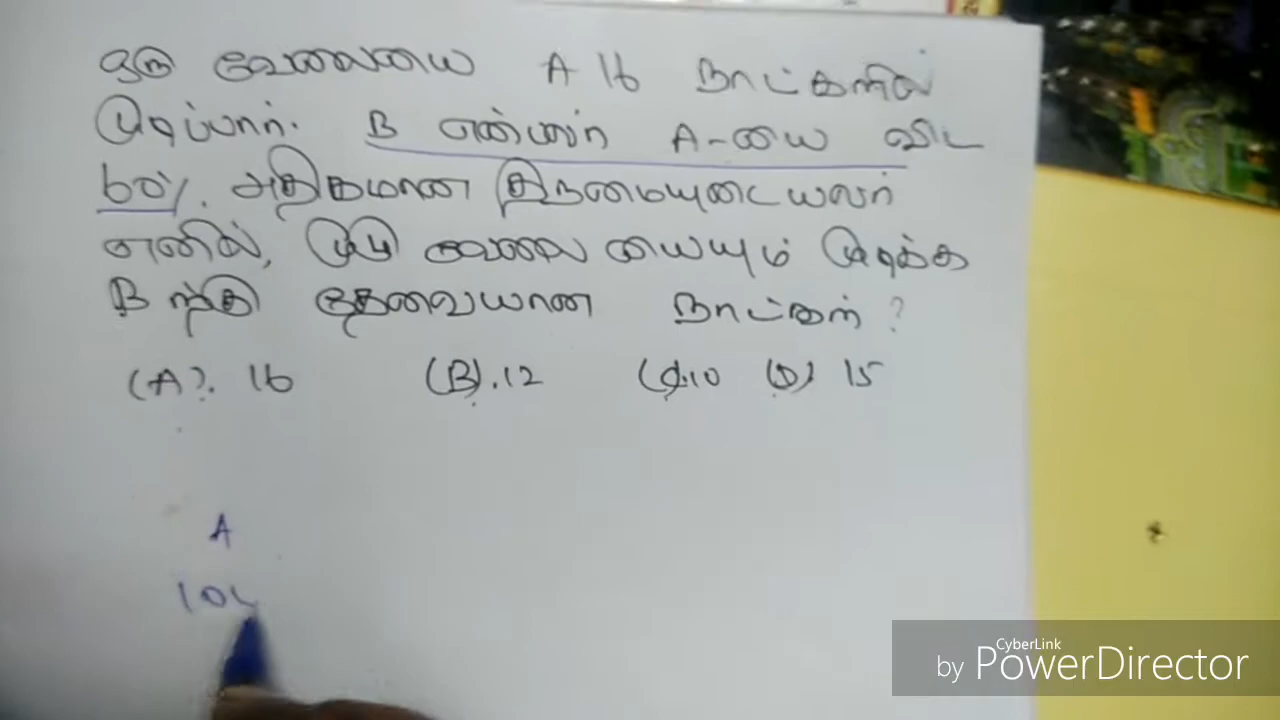 ஒரு வேலையை A 16 நாட்களில்
முடிப்பார். B என்பவர் A-யை விட
60% அதிகமான திறமையுடையவர்
எனில், முழு வேலை யையும் முடிக்க
B க்கு தேவையான நாட்கள் ?
(A). 16 (B). 12 (C). 10 (D) 15
A
10
by CyberLink PowerDirector